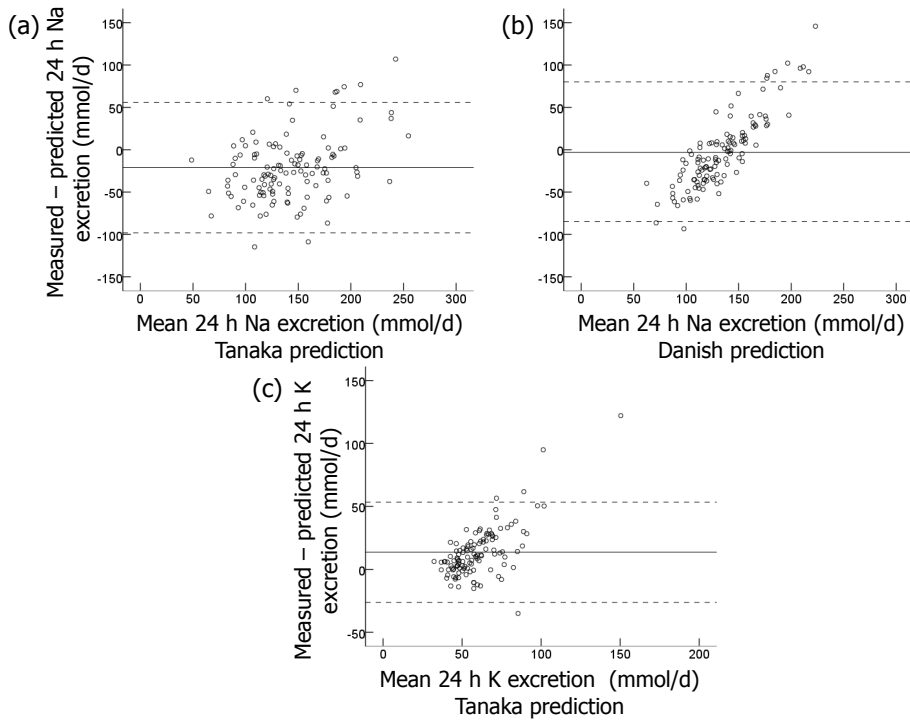 (a)
Measured – predicted 24 h Na
excretion (mmol/d)
150
100
50
0
-50
-100
-150
0 50 100 150 200 250 300
Mean 24 h Na excretion (mmol/d)
Tanaka prediction
(b)
150
100
50
0
-50
-100
-150
0 50 100 150 200 250 300
Mean 24 h Na excretion (mmol/d)
Danish prediction
(c)
Measured – predicted 24 h K
excretion (mmol/d)
150
100
50
0
-50
0 50 100 150 200
Mean 24 h K excretion (mmol/d)
Tanaka prediction